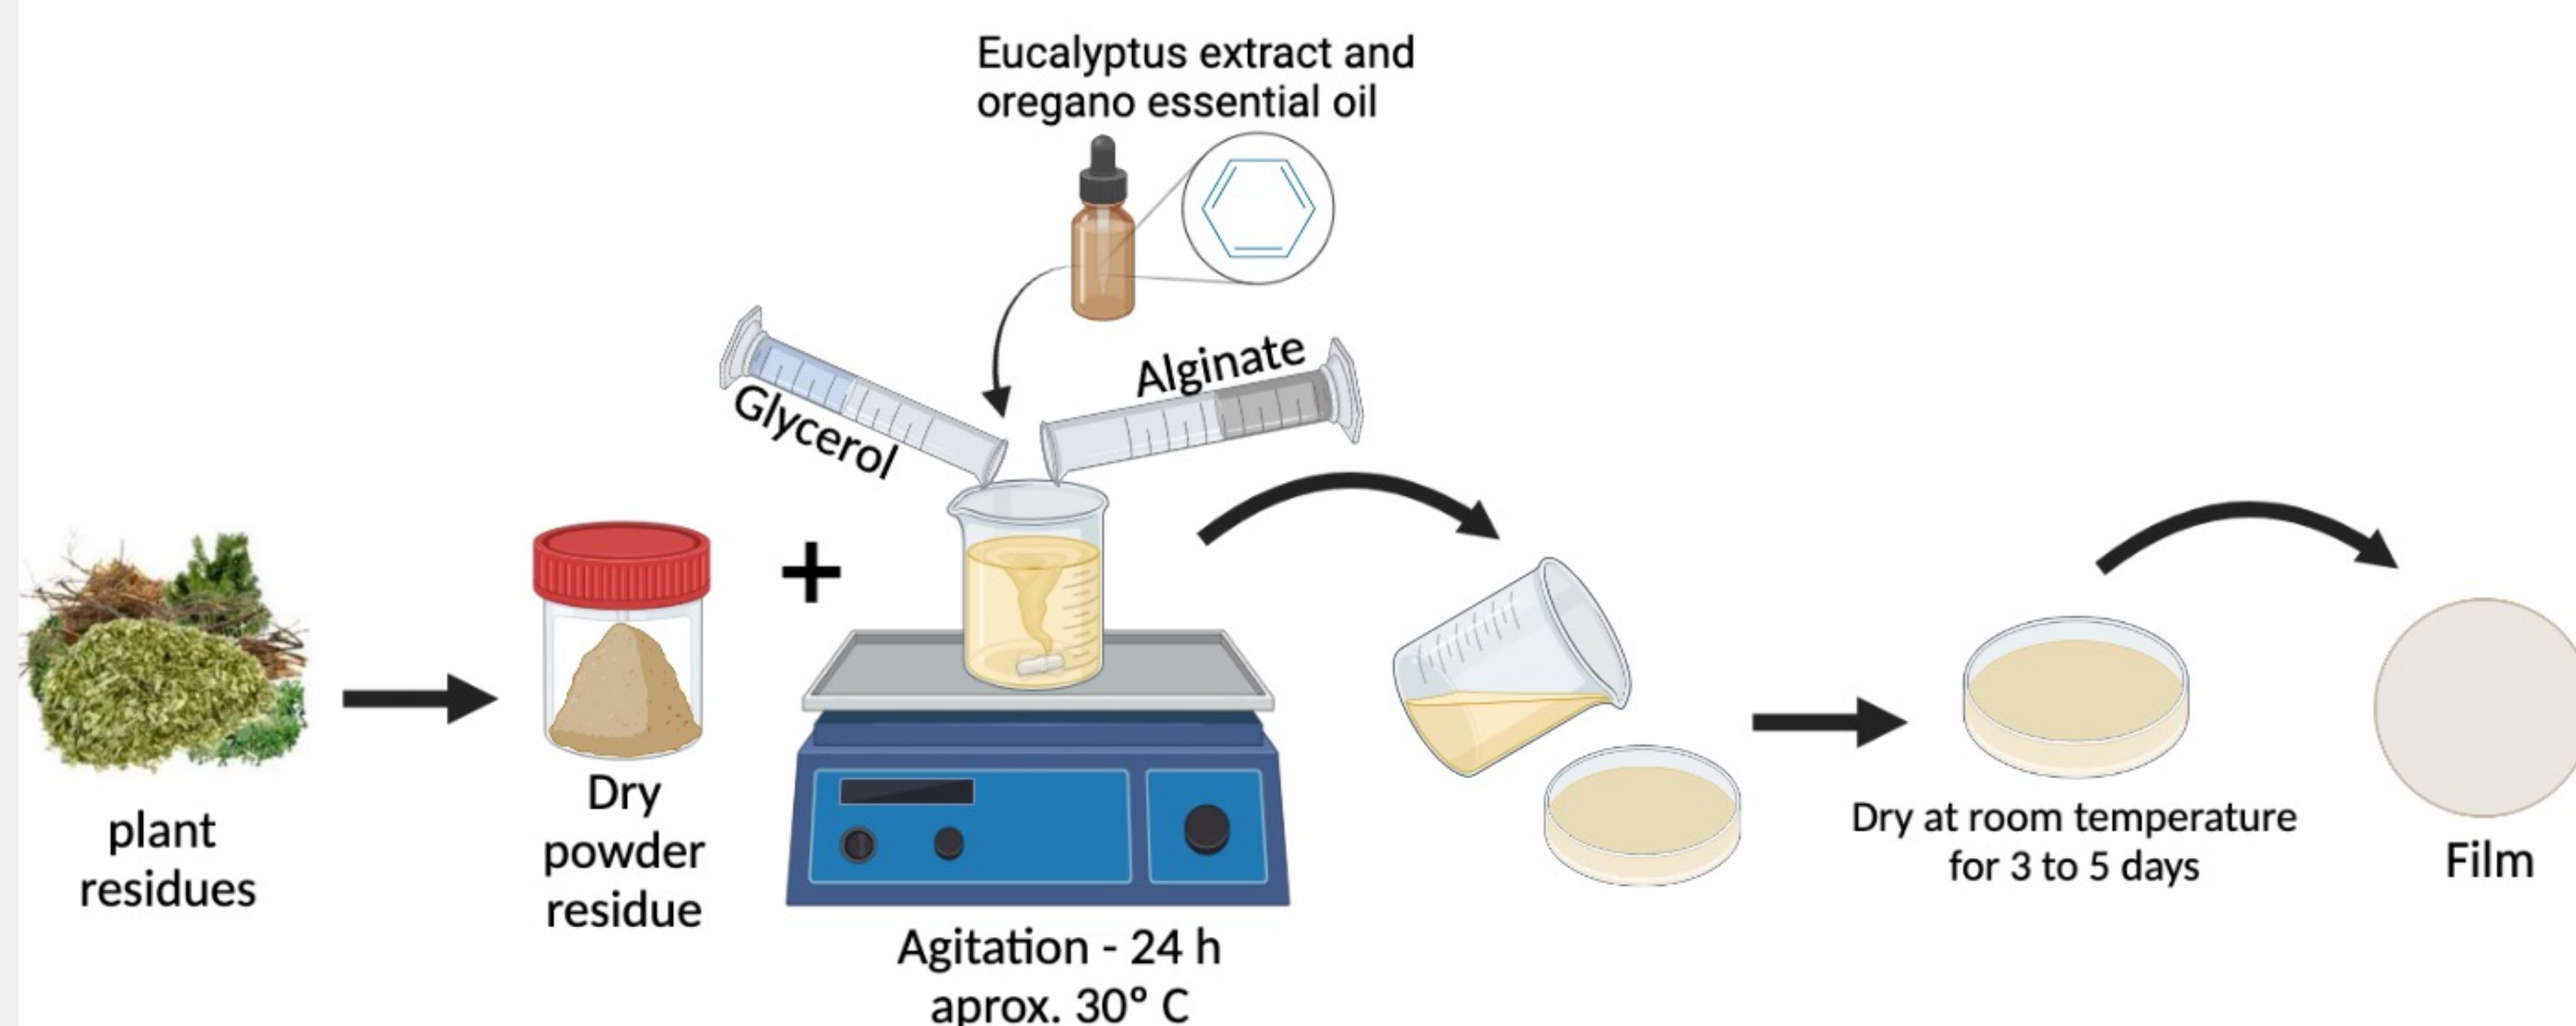 Eucalyptus extract and
oregano essential oil
Glycerol
Alginate
plant
residues
Dry
powder
residue
+
Agitation - 24 h
aprox. 30° C
Dry at room temperature
for 3 to 5 days
Film